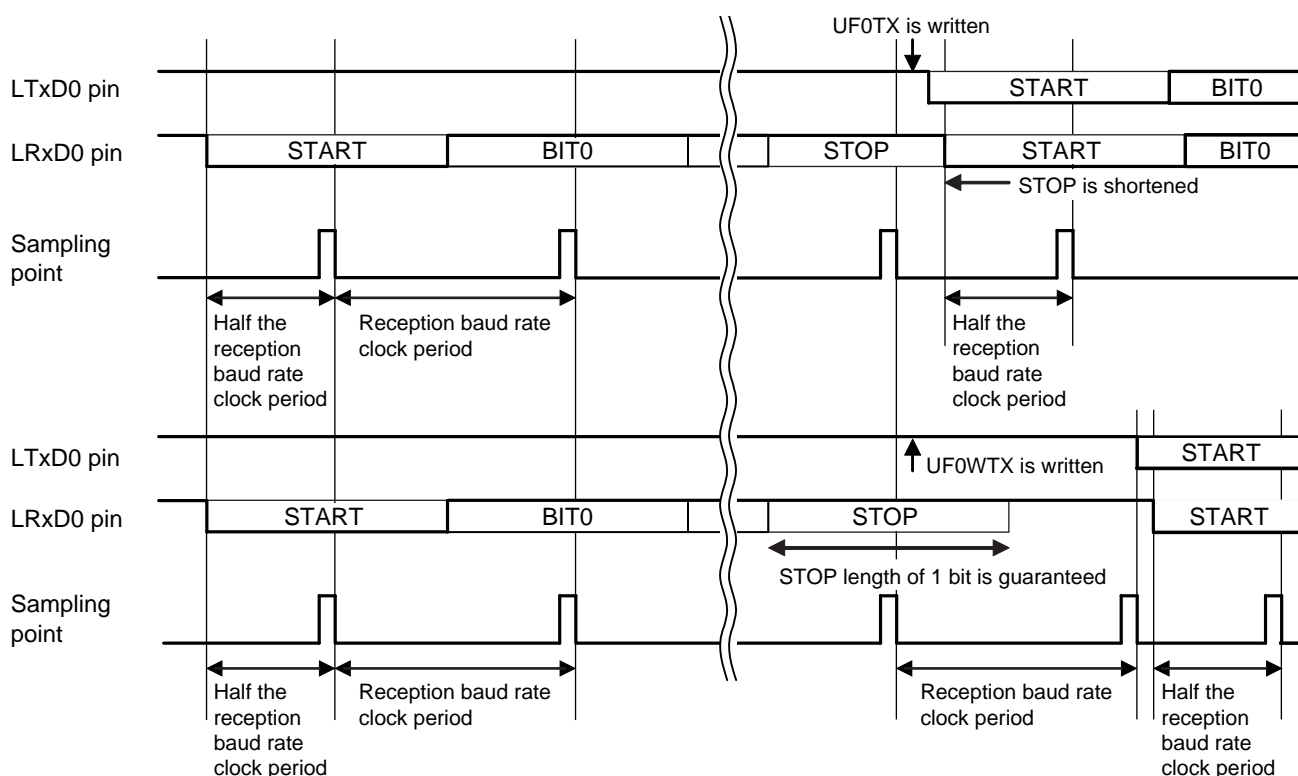 UF0TX is written
LTxD0 pin
START
BIT0
LRxD0 pin
START
BIT0
STOP
START
BIT0
STOP is shortened
Sampling
point
Half the
reception
baud rate
clock period
Reception baud rate
clock period
Half the
reception
baud rate
clock period
LTxD0 pin
UF0WTX is written
START
LRxD0 pin
START
BIT0
STOP
START
STOP length of 1 bit is guaranteed
Sampling
point
Half the
reception
baud rate
clock period
Reception baud rate
clock period
Reception baud rate
clock period
Half the
reception
baud rate
clock period